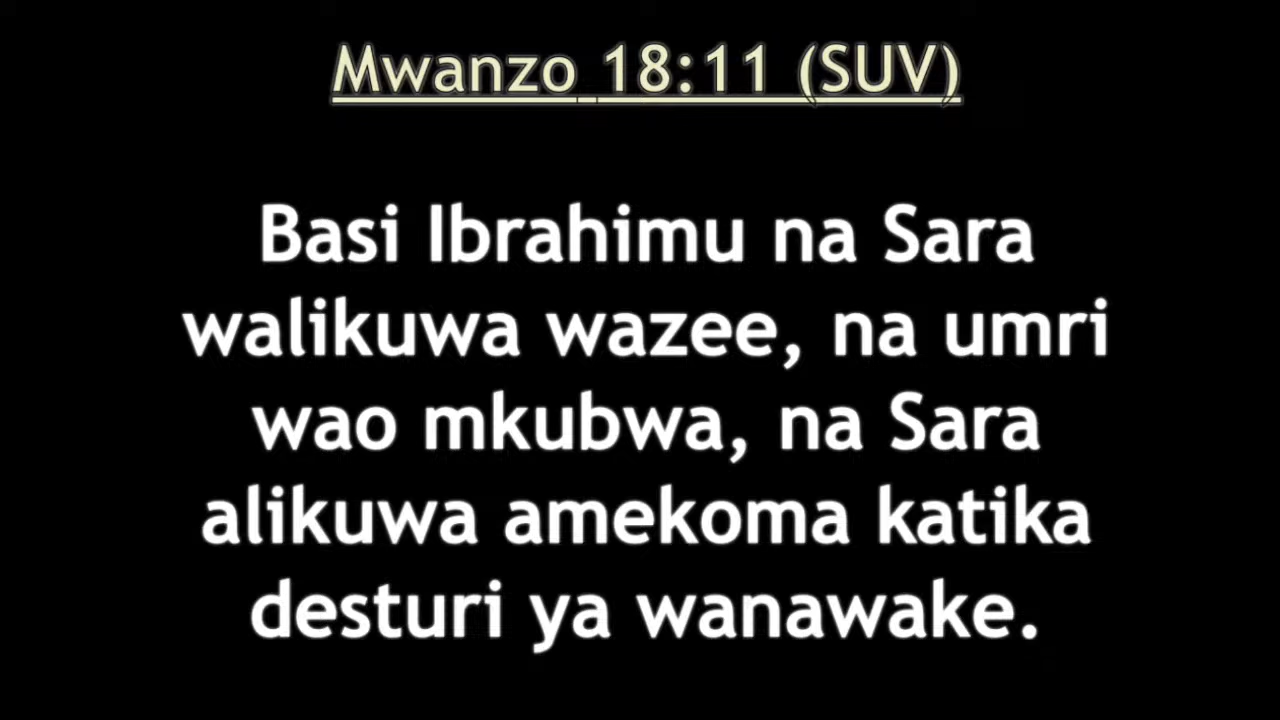 Mwanzo 18:11 (SUV)
Basi Ibrahimu na Sara
walikuwa wazee, na umri
wao mkubwa, na Sara
alikuwa amekoma katika
desturi ya wanawake.